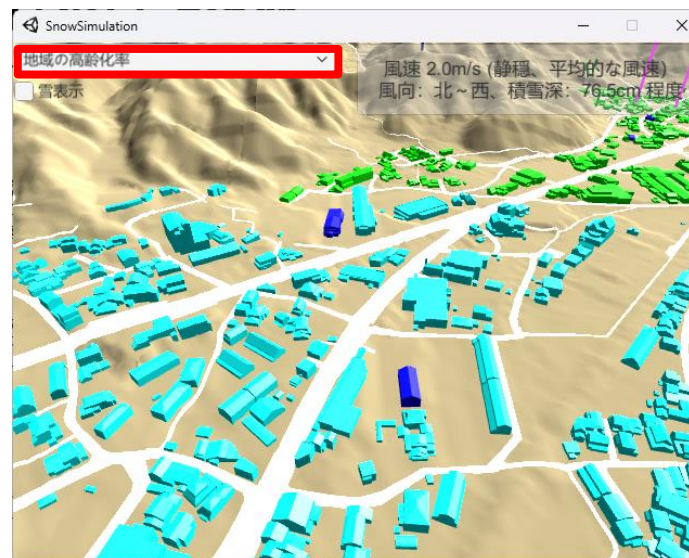 SnowSimulation
地域の高齢化率
雪表示
風速 2.0m/s (静穏、平均的な風速)
風向: 北~西、積雪深: 76.5cm 程度